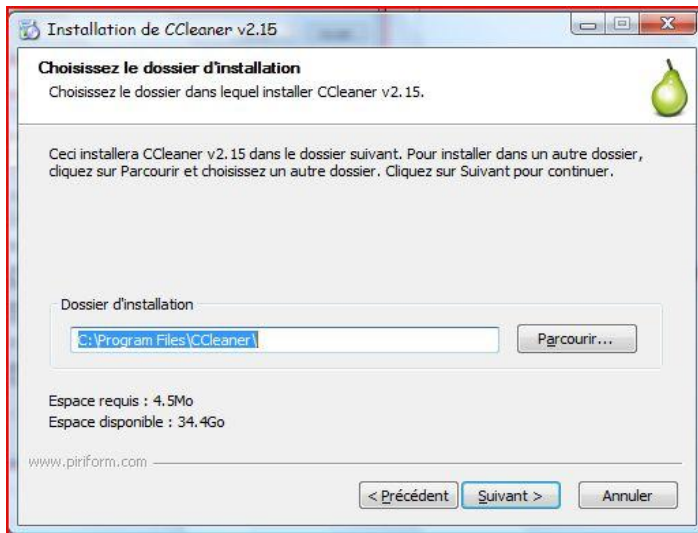 Installation de CCleaner v2.15
Choisissez le dossier d'installation
Choisissez le dossier dans lequel installer CCleaner v2.15.
Ceci installera CCleaner v2.15 dans le dossier suivant. Pour installer dans un autre dossier,
cliquez sur Parcourir et choisissez un autre dossier. Cliquez sur Suivant pour continuer.
Dossier d'installation
C:\Program Files\CCleaner\
Parcourir...
Espace requis : 4.5Mo
Espace disponible : 34.4Go
www.piriform.com
< Précédent
Suivant >
Annuler